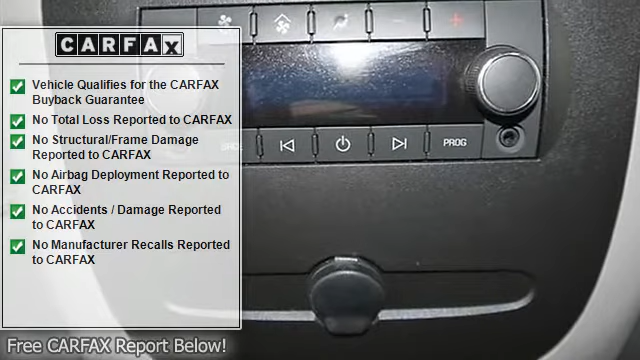 CARFAX
Vehicle Qualifies for the CARFAX
Buyback Guarantee
No Total Loss Reported to CARFAX
No Structural/Frame Damage
Reported to CARFAX
No Airbag Deployment Reported to
CARFAX
No Accidents / Damage Reported
to CARFAX
No Manufacturer Recalls Reported
to CARFAX
PROG
Free CARFAX Report Below!